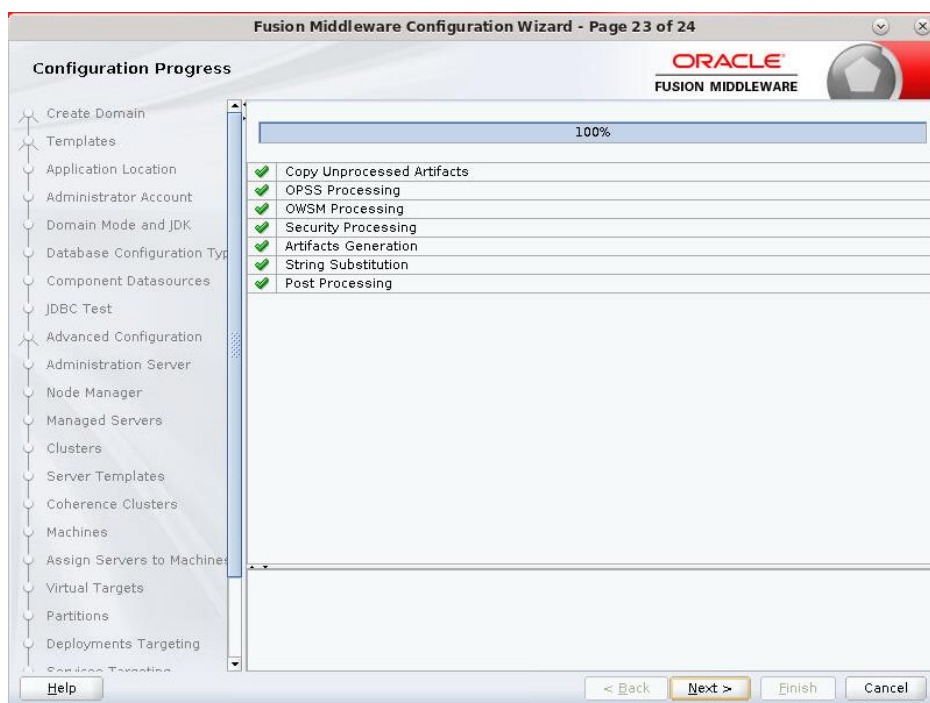 Fusion Middleware Configuration Wizard - Page 23 of 24
Configuration Progress
ORACLE
FUSION MIDDLEWARE
Create Domain
Templates
Application Location
Administrator Account
Domain Mode and JDK
Database Configuration Typ
Component Datasources
JDBC Test
Advanced Configuration
Administration Server
Node Manager
Managed Servers
Clusters
Server Templates
Coherence Clusters
Machines
Assign Servers to Machines
Virtual Targets
Partitions
Deployments Targeting
Services Targeting
100%
Copy Unprocessed Artifacts
OPSS Processing
OWSM Processing
Security Processing
Artifacts Generation
String Substitution
Post Processing
Help
< Back
Next >
Finish
Cancel